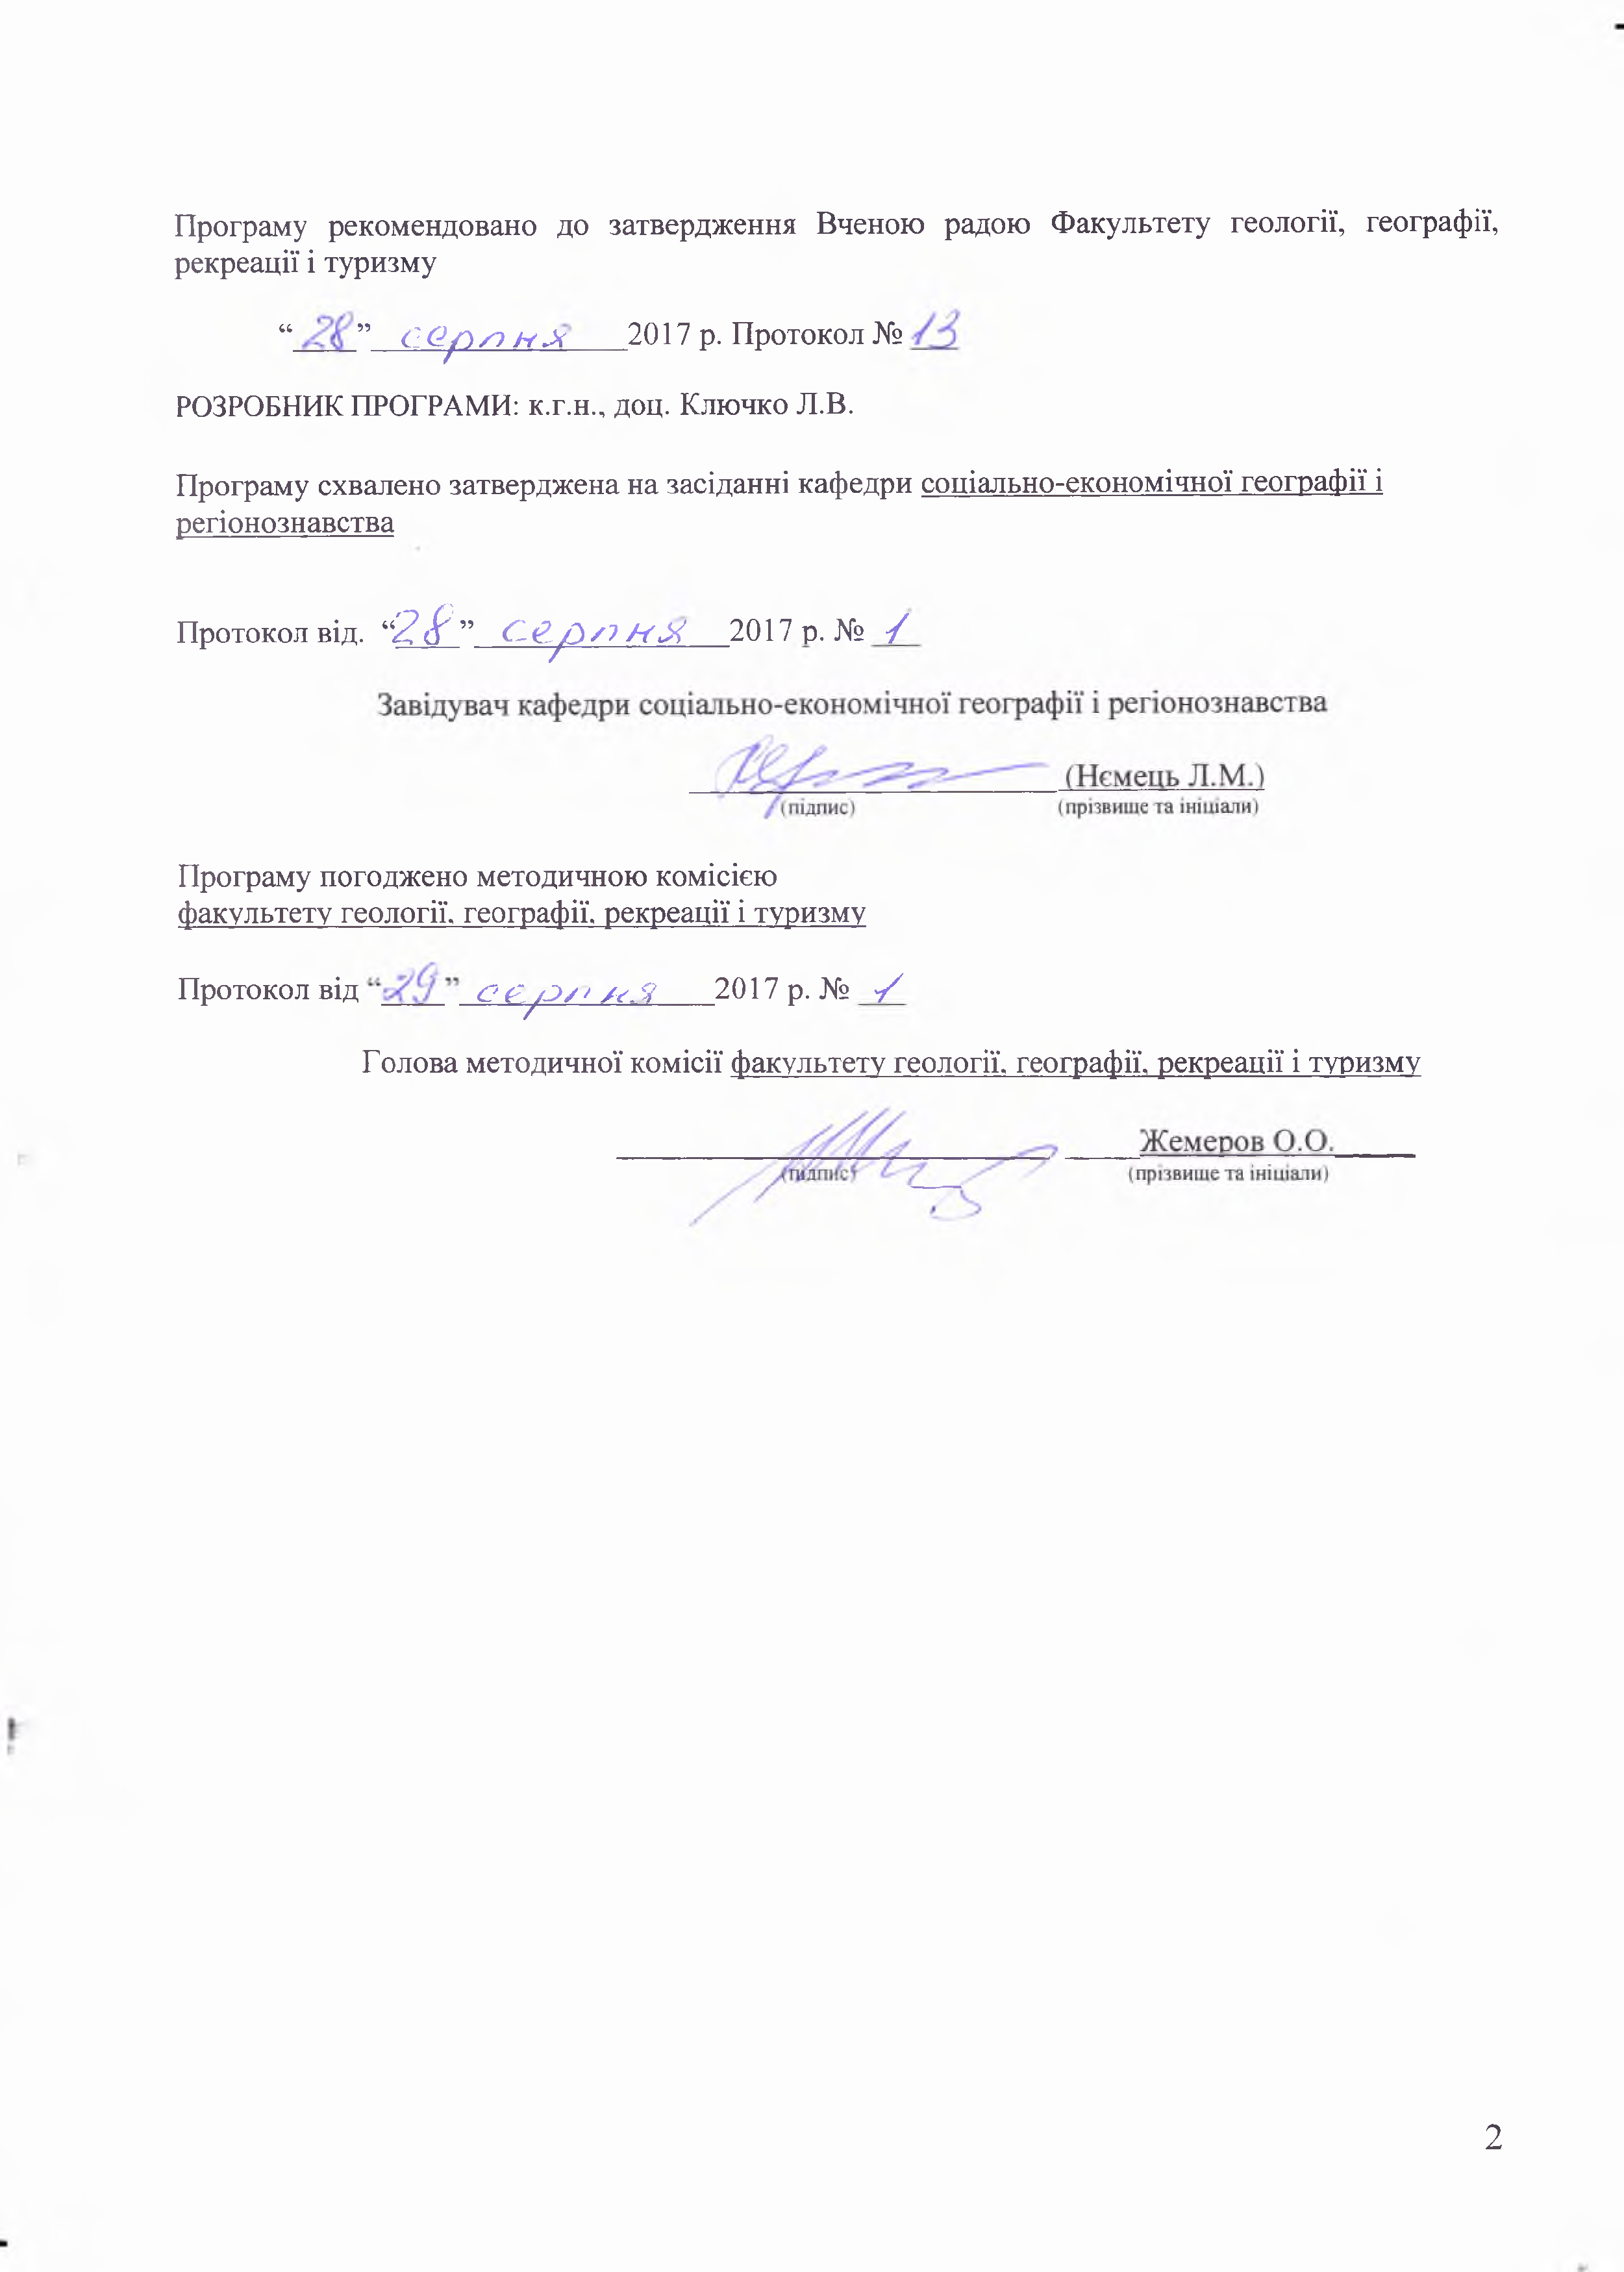 Програму рекомендовано до затвердження Вченою радою Факультету геології, географії,
рекреації і туризму
“28” серпня 2017 р. Протокол № 13
РОЗРОБНИК ПРОГРАМИ: к.г.н., доц. Ключко Л.В.
Програму схвалено затверджена на засіданні кафедри соціально-економічної географії і
регіонознавства
Протокол від. “28” серпня 2017 р. № 1
Завідувач кафедри соціально-економічної географії і регіонознавства
(Нємець Л.М.)
(підпис) (прізвище та ініціали)
Програму погоджено методичною комісією
факультету геології, географії, рекреації і туризму
Протокол від “29” серпня 2017 р. № 1
Голова методичної комісії факультету геології, географії, рекреації і туризму
Жемеров О.О.
(підпис) (прізвище та ініціали)
2